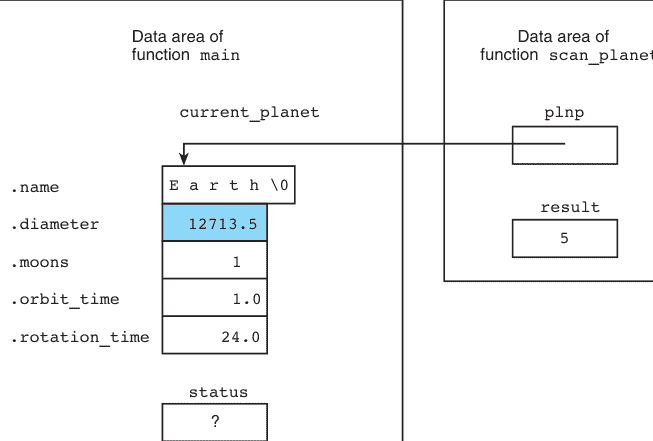 Data area of
function main
Data area of
function scan_planet
current_planet
plnp
.name
E a r t h \0
.diameter
12713.5
result
5
.moons
1
.orbit_time
1.0
.rotation_time
24.0
status
?